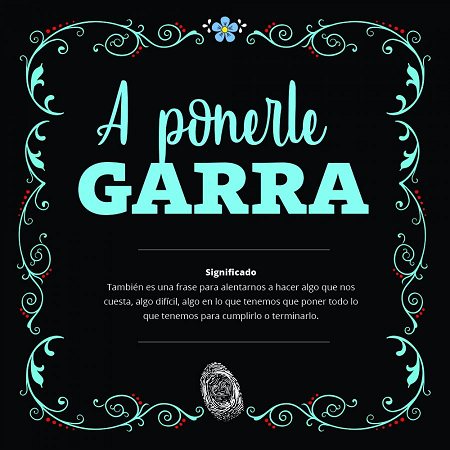 A ponerle
GARRA
Significado
También es una frase para alentarnos a hacer algo que nos
cuesta, algo difícil, algo en lo que tenemos que poner todo lo
que tenemos para cumplirlo o terminarlo.